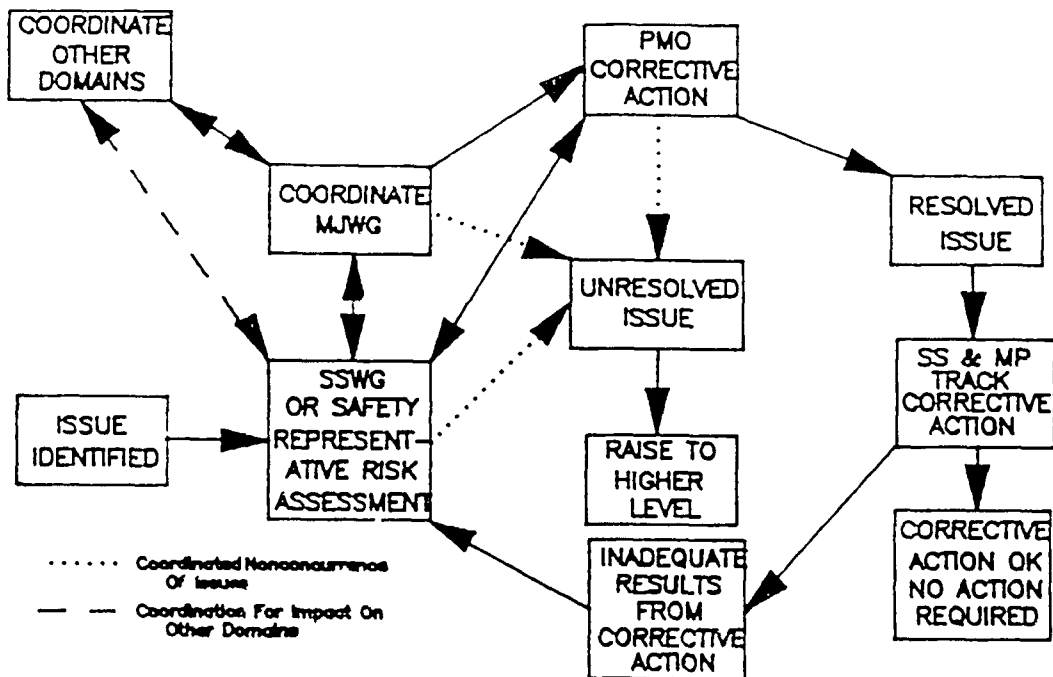 COORDINATE
OTHER
DOMAINS
PMO
CORRECTIVE
ACTION
COORDINATE
MJWG
RESOLVED
ISSUE
UNRESOLVED
ISSUE
SSWG
OR SAFETY
REPRESENT-
ATIVE RISK
ASSESSMENT
ISSUE
IDENTIFIED
SS & MP
TRACK
CORRECTIVE
ACTION
RAISE TO
HIGHER
LEVEL
INADEQUATE
RESULTS
FROM
CORRECTIVE
ACTION
CORRECTIVE
ACTION OK
NO ACTION
REQUIRED
Coordinated Nonconcurrence
Of Issues
Coordination For Impact On
Other Domains